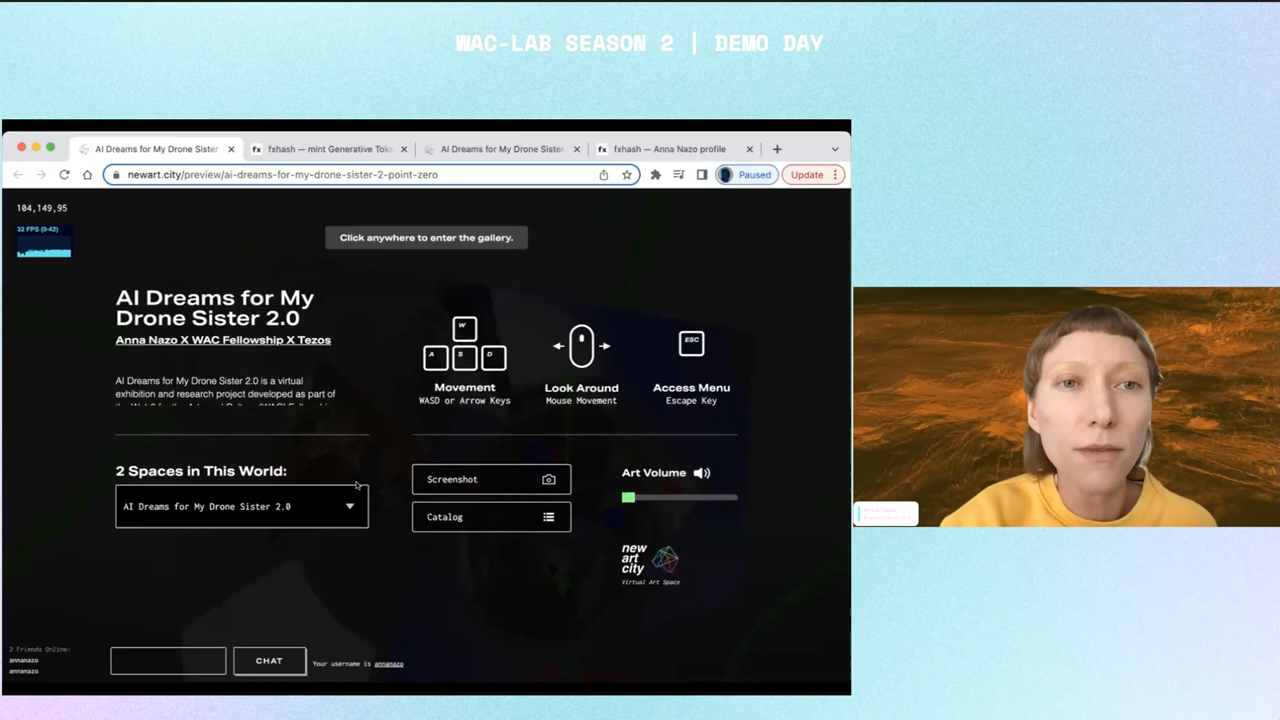 WAC-LAB SEASON 2 | DEMO DAY
AI Dreams for My Drone Sister
fxhash — mint Generative Toke
AI Dreams for My Drone Sister
fxhash — Anna Nazo profile
newart.city/preview/ai-dreams-for-my-drone-sister-2-point-zero
Paused
Update
104,149,95
32 FPS (0-42)
Click anywhere to enter the gallery.
AI Dreams for My
Drone Sister 2.0
Anna Nazo X WAC Fellowship X Tezos
AI Dreams for My Drone Sister 2.0 is a virtual
exhibition and research project developed as part of
W
A S D
Movement
WASD or Arrow Keys
Look Around
Mouse Movement
ESC
Access Menu
Escape Key
2 Spaces in This World:
AI Dreams for My Drone Sister 2.0
Screenshot
Catalog
Art Volume
new
art
city
Virtual Art Space
2 Friends Online:
annanazo
annanazo
CHAT
Your username is annanazo